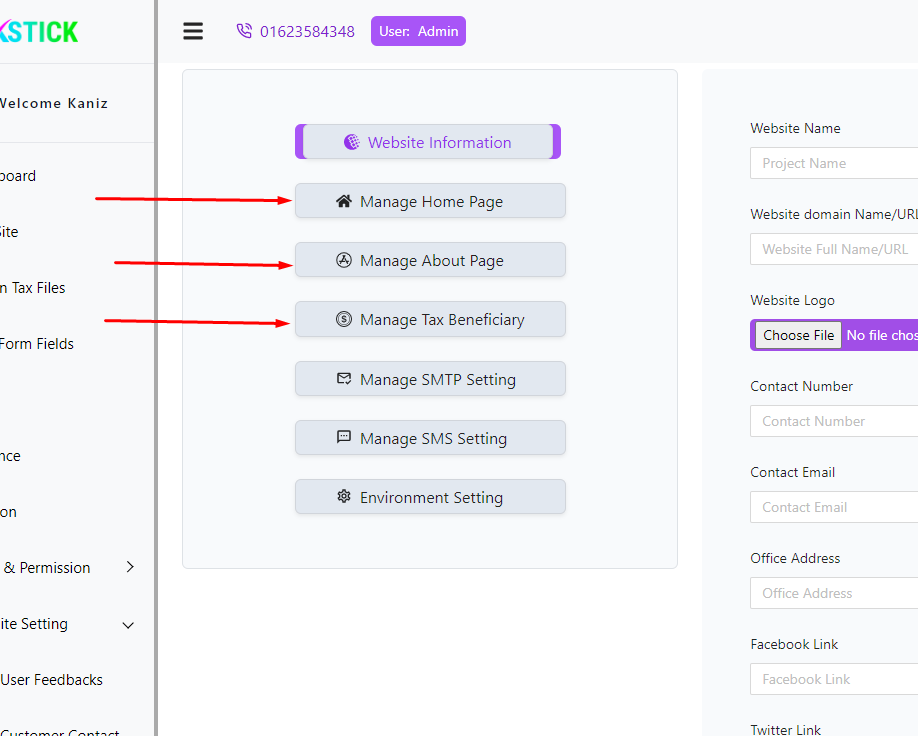 KSTICK
01623584348
User: Admin
Welcome Kaniz
board
ite
n Tax Files
Form Fields
nce
on
& Permission
ite Setting
User Feedbacks
Customer Contact
Website Information
Manage Home Page
Manage About Page
Manage Tax Beneficiary
Manage SMTP Setting
Manage SMS Setting
Environment Setting
Website Name
Project Name
Website domain Name/URL
Website Full Name/URL
Website Logo
Choose File No file chos
Contact Number
Contact Number
Contact Email
Contact Email
Office Address
Office Address
Facebook Link
Facebook Link
Twitter Link